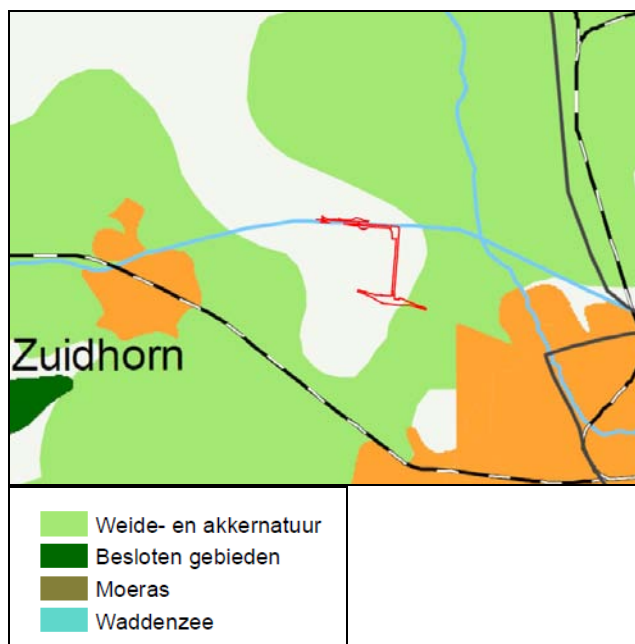 Zuidhorn
Weide- en akkernatuur
Besloten gebieden
Moeras
Waddenzee